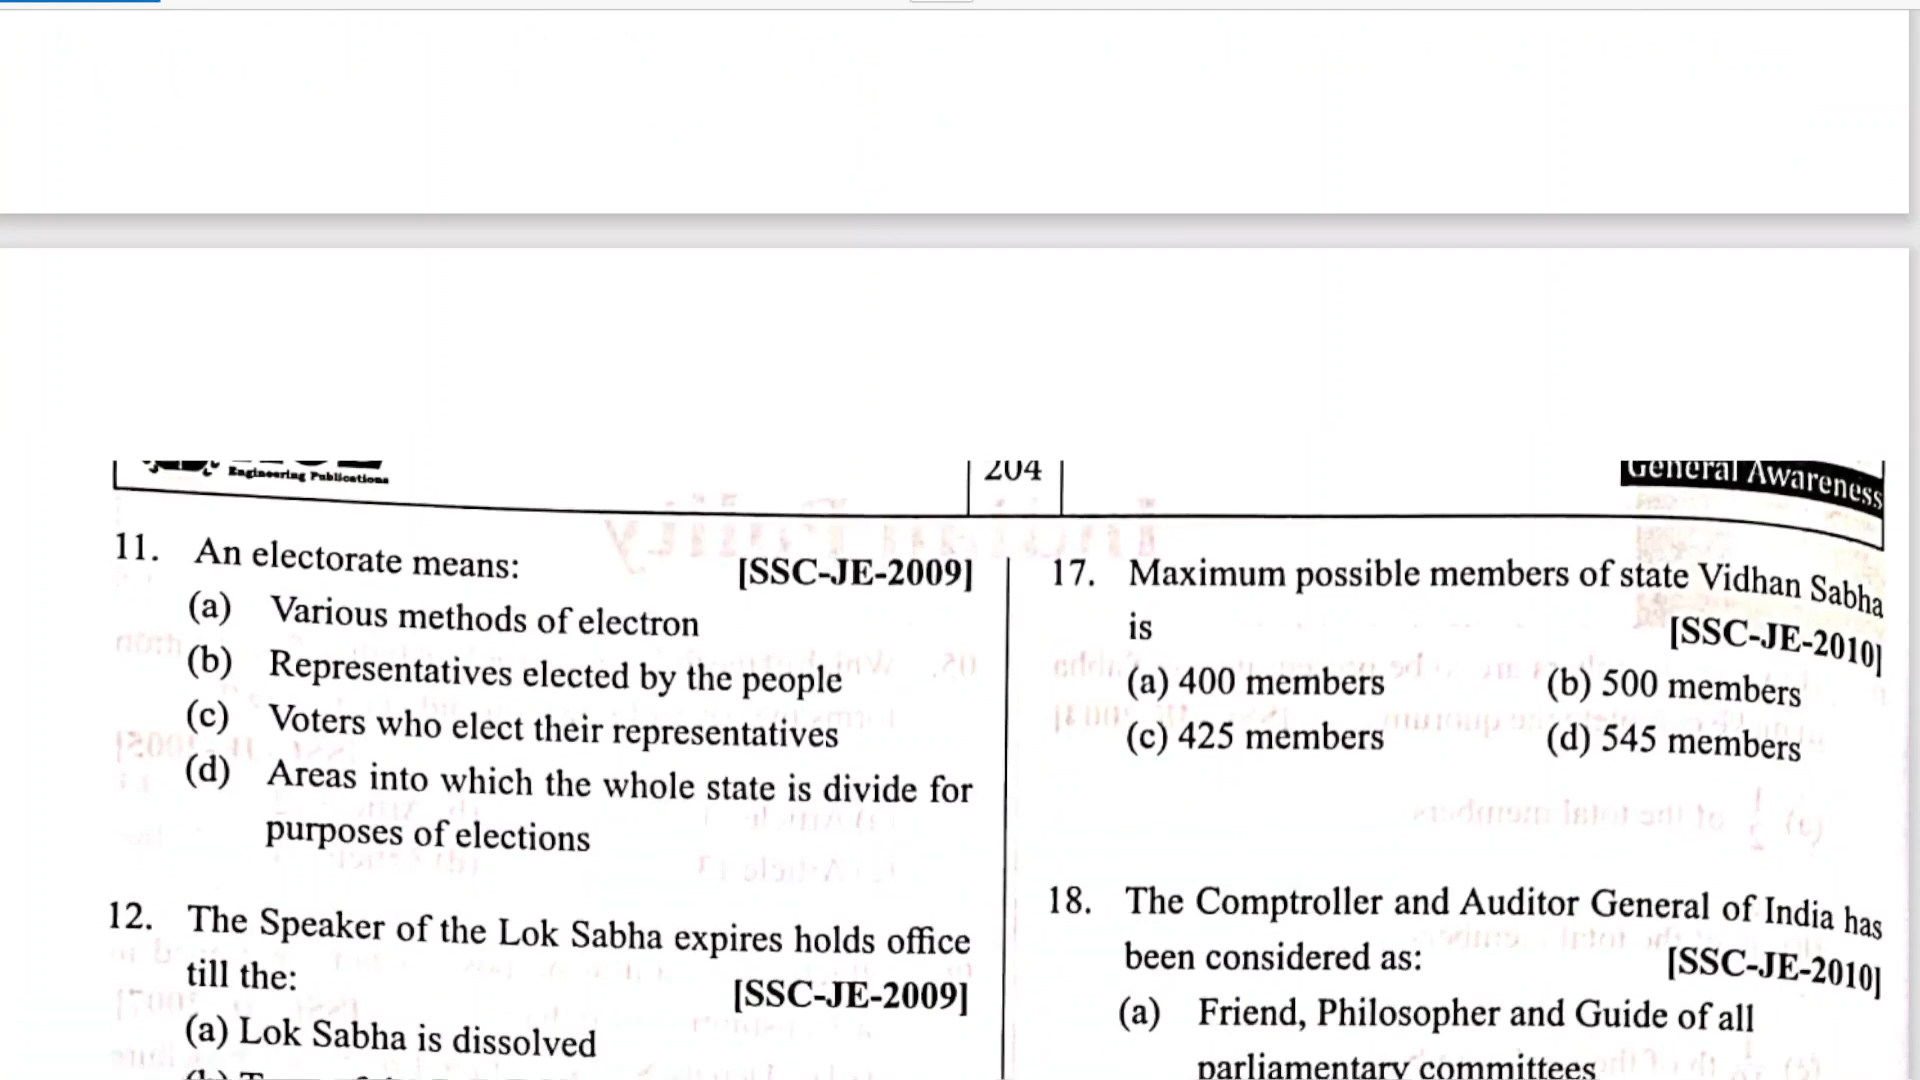 Engineering Publications
204
General Awareness
11. An electorate means: [SSC-JE-2009]
(a) Various methods of electron
(b) Representatives elected by the people
(c) Voters who elect their representatives
(d) Areas into which the whole state is divide for
purposes of elections
12. The Speaker of the Lok Sabha expires holds office
till the: [SSC-JE-2009]
(a) Lok Sabha is dissolved
17. Maximum possible members of state Vidhan Sabha
is [SSC-JE-2010]
(a) 400 members (b) 500 members
(c) 425 members (d) 545 members
18. The Comptroller and Auditor General of India has
been considered as: [SSC-JE-2010]
(a) Friend, Philosopher and Guide of all
parliamentary committees